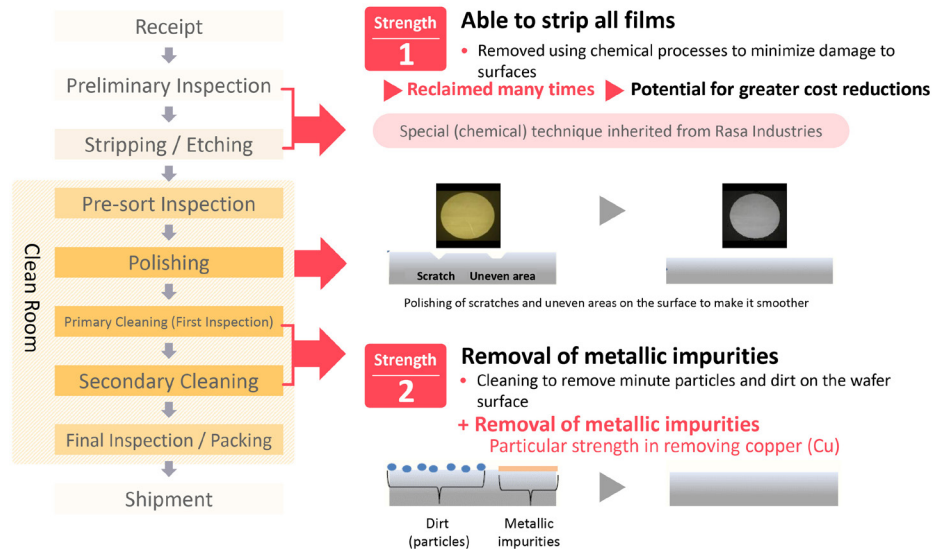 Receipt
Preliminary Inspection
Stripping / Etching
Clean Room
Pre-sort Inspection
Polishing
Primary Cleaning (First Inspection)
Secondary Cleaning
Final Inspection / Packing
Shipment
Strength
1
Able to strip all films
• Removed using chemical processes to minimize damage to
surfaces
Reclaimed many times
Potential for greater cost reductions
Special (chemical) technique inherited from Rasa Industries
Scratch
Uneven area
Polishing of scratches and uneven areas on the surface to make it smoother
Strength
2
Removal of metallic impurities
• Cleaning to remove minute particles and dirt on the wafer
surface
+ Removal of metallic impurities
Particular strength in removing copper (Cu)
Dirt
(particles)
Metallic
impurities